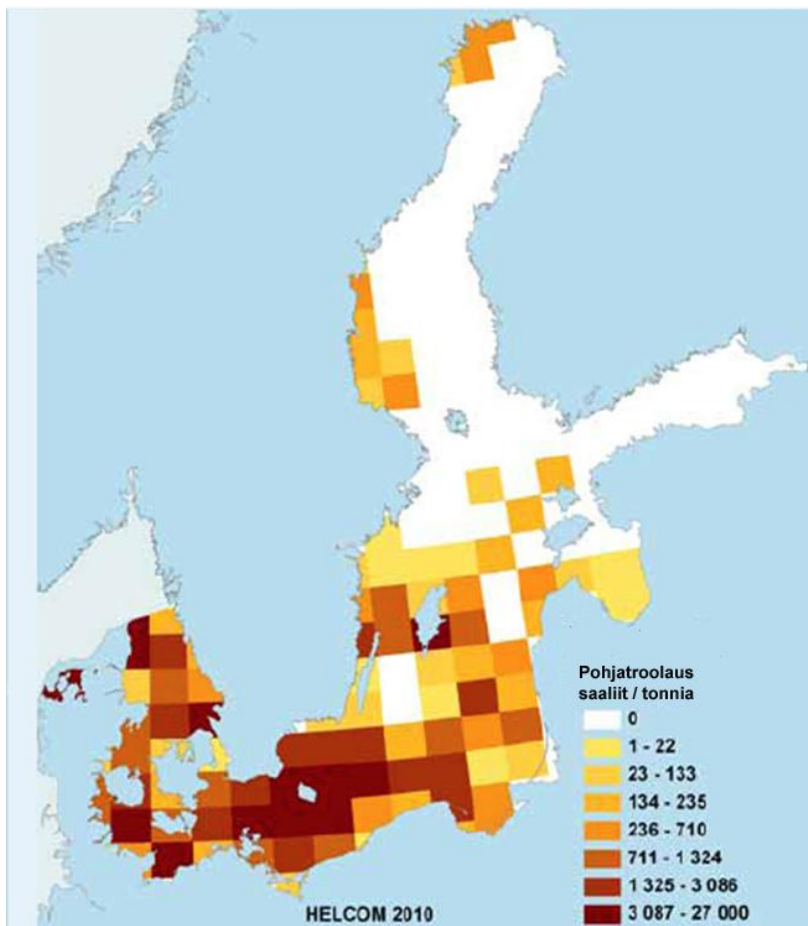 Pohjatroolaus
saaliit / tonnia
0
1 - 22
23 - 133
134 - 235
236 - 710
711 - 1 324
1 325 - 3 086
3 087 - 27 000
HELCOM 2010